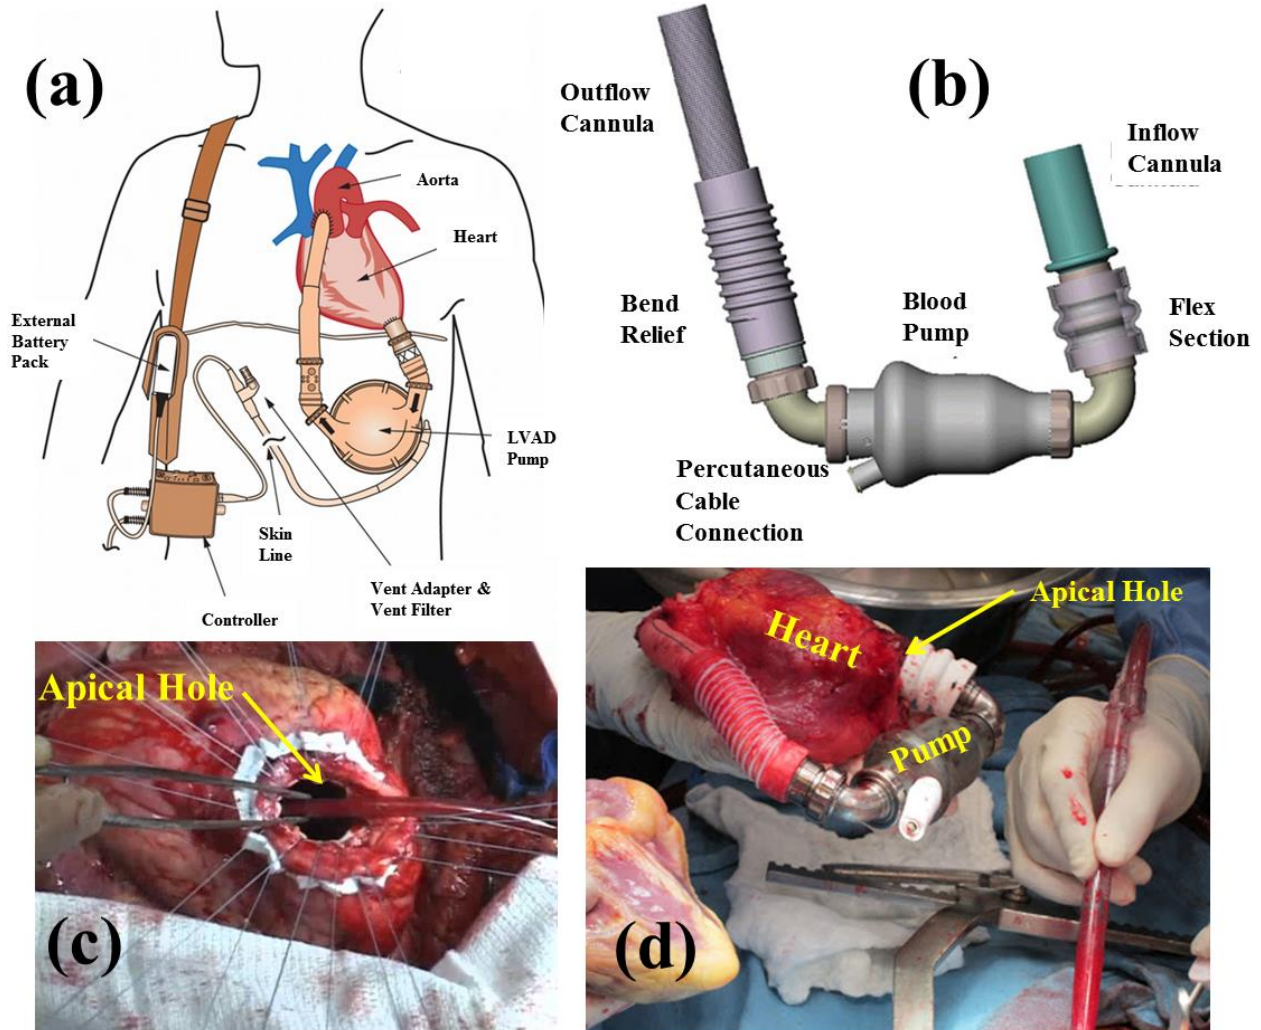 (a)
Aorta
Heart
External
Battery
Pack
LVAD
Pump
Skin
Line
Vent Adapter &
Vent Filter
Controller
(b)
Outflow
Cannula
Inflow
Cannula
Bend
Relief
Blood
Pump
Flex
Section
Percutaneous
Cable
Connection
Apical Hole
(c)
Apical Hole
Heart
Pump
(d)